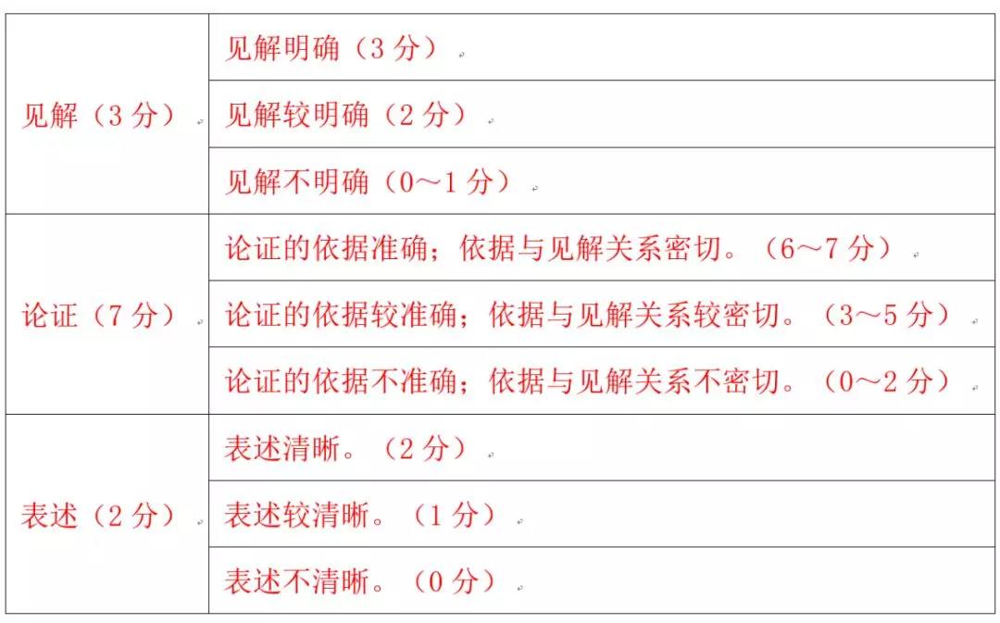 见解（3 分）
见解明确（3 分）
见解较明确（2 分）
见解不明确（0～1 分）
论证（7 分）
论证的依据准确；依据与见解关系密切。（6～7 分）
论证的依据较准确；依据与见解关系较密切。（3～5 分）
论证的依据不准确；依据与见解关系不密切。（0～2 分）
表述（2 分）
表述清晰。（2 分）
表述较清晰。（1 分）
表述不清晰。（0 分）